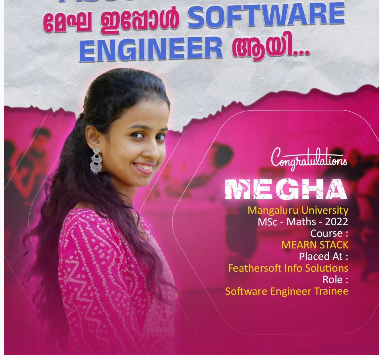 മേഘ ഇപ്പോൾ SOFTWARE
ENGINEER ആയി...
Congratulations
MEGHA
Mangaluru University
MSc - Maths - 2022
Course :
MEARN STACK
Placed At :
Feathersoft Info Solutions
Role :
Software Engineer Trainee